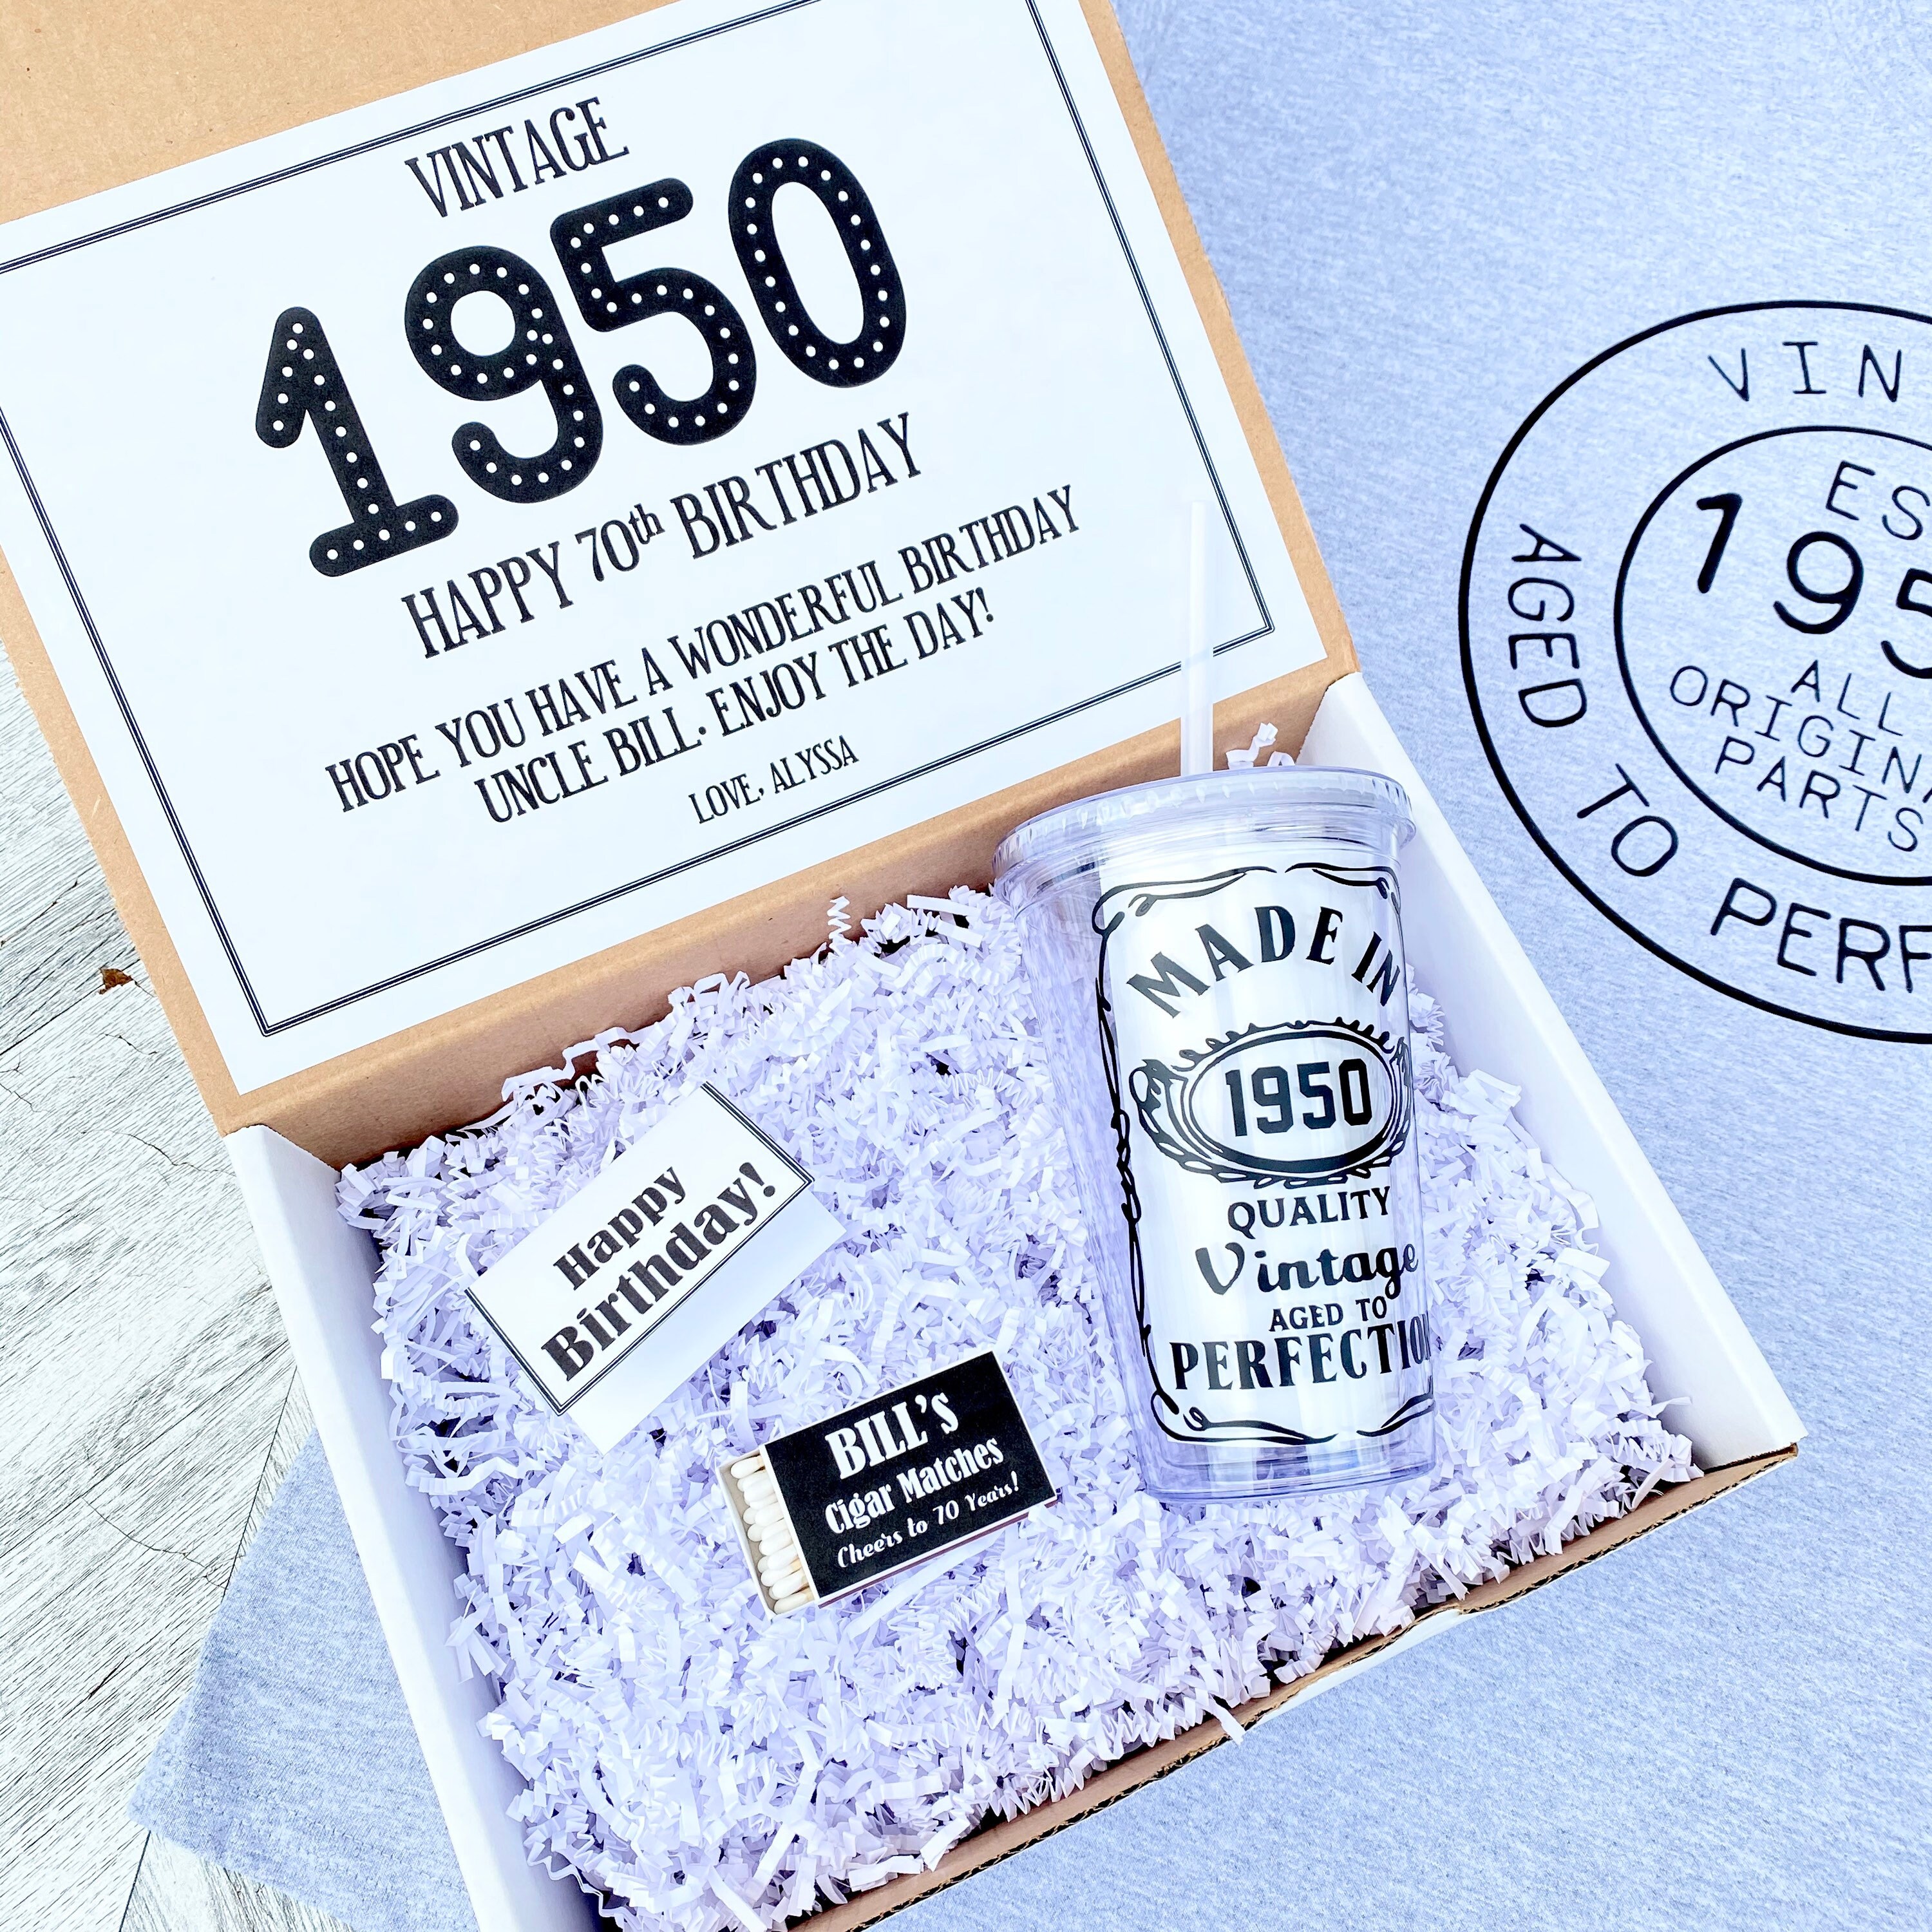 VINTAGE
1950
HAPPY 70th BIRTHDAY
HOPE YOU HAVE A WONDERFUL BIRTHDAY
UNCLE BILL. ENJOY THE DAY!
LOVE, ALYSSA
MADE IN
1950
QUALITY
Vintage
AGED TO
PERFECTION
Happy
Birthday!
BILL's
Cigar Matches
Cheers to 70 Years!
ALL
PARTS
AGED TO